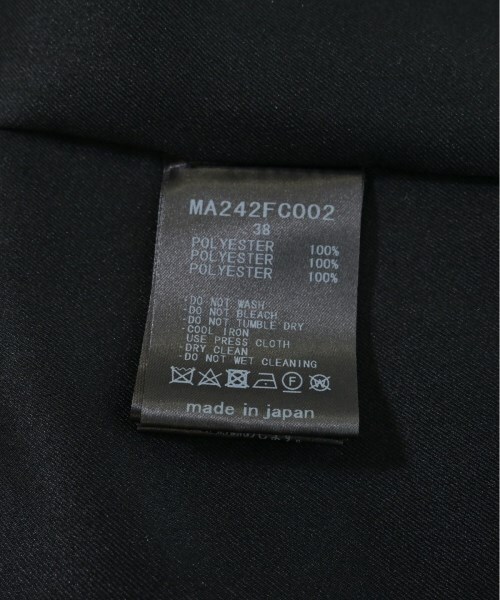 MA242FC002
38
POLYESTER 100%
POLYESTER 100%
POLYESTER 100%
・DO NOT WASH
・DO NOT BLEACH
・DO NOT TUMBLE DRY
・COOL IRON
USE PRESS CLOTH
・DRY CLEAN
・DO NOT WET CLEANING
made in japan